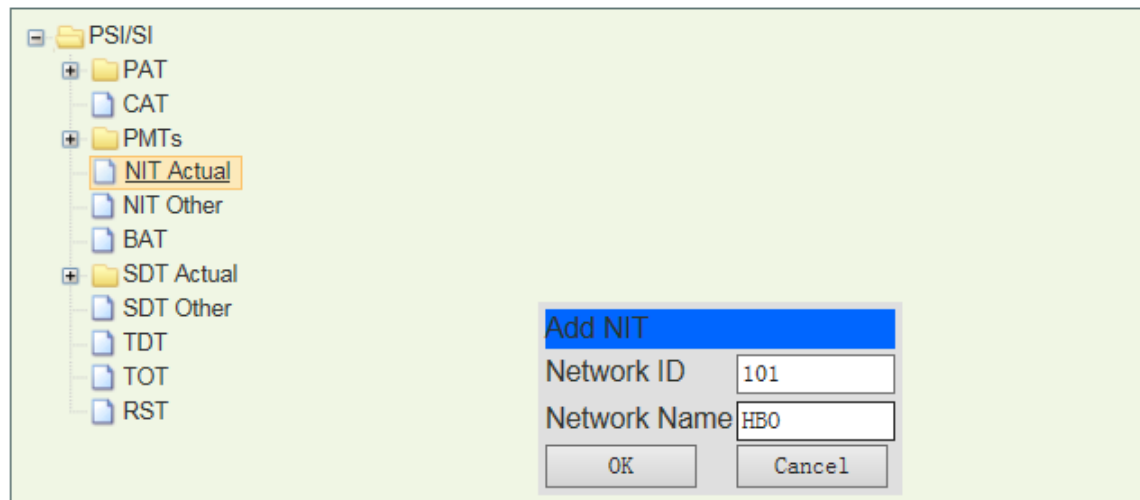 PSI/SI
PAT
CAT
PMTs
NIT Actual
NIT Other
BAT
SDT Actual
SDT Other
TDT
TOT
RST
Add NIT
Network ID 101
Network Name HBO
OK Cancel